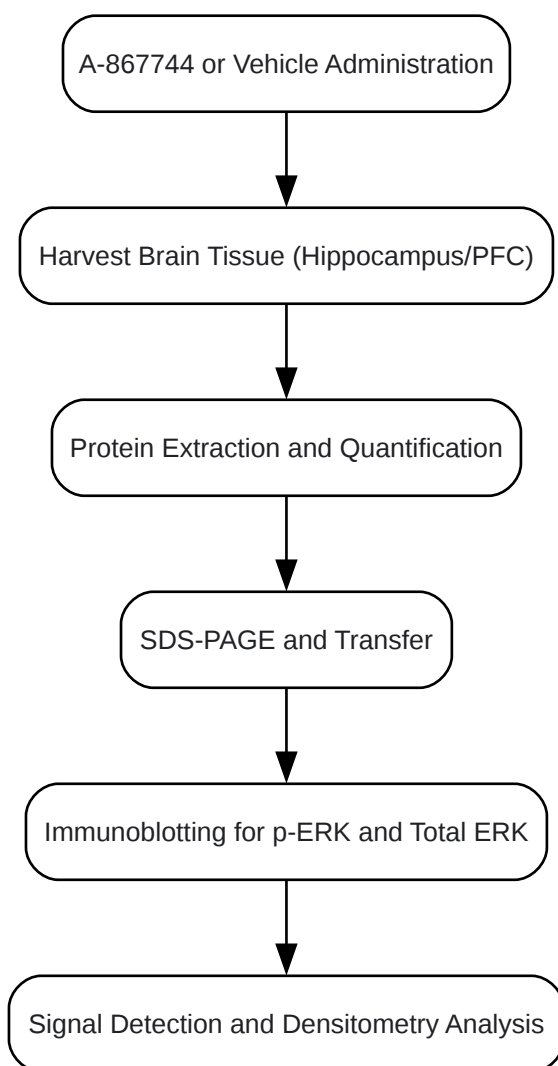 A-867744 or Vehicle Administration
Harvest Brain Tissue (Hippocampus/PFC)
Protein Extraction and Quantification
SDS-PAGE and Transfer
Immunoblotting for p-ERK and Total ERK
Signal Detection and Densitometry Analysis